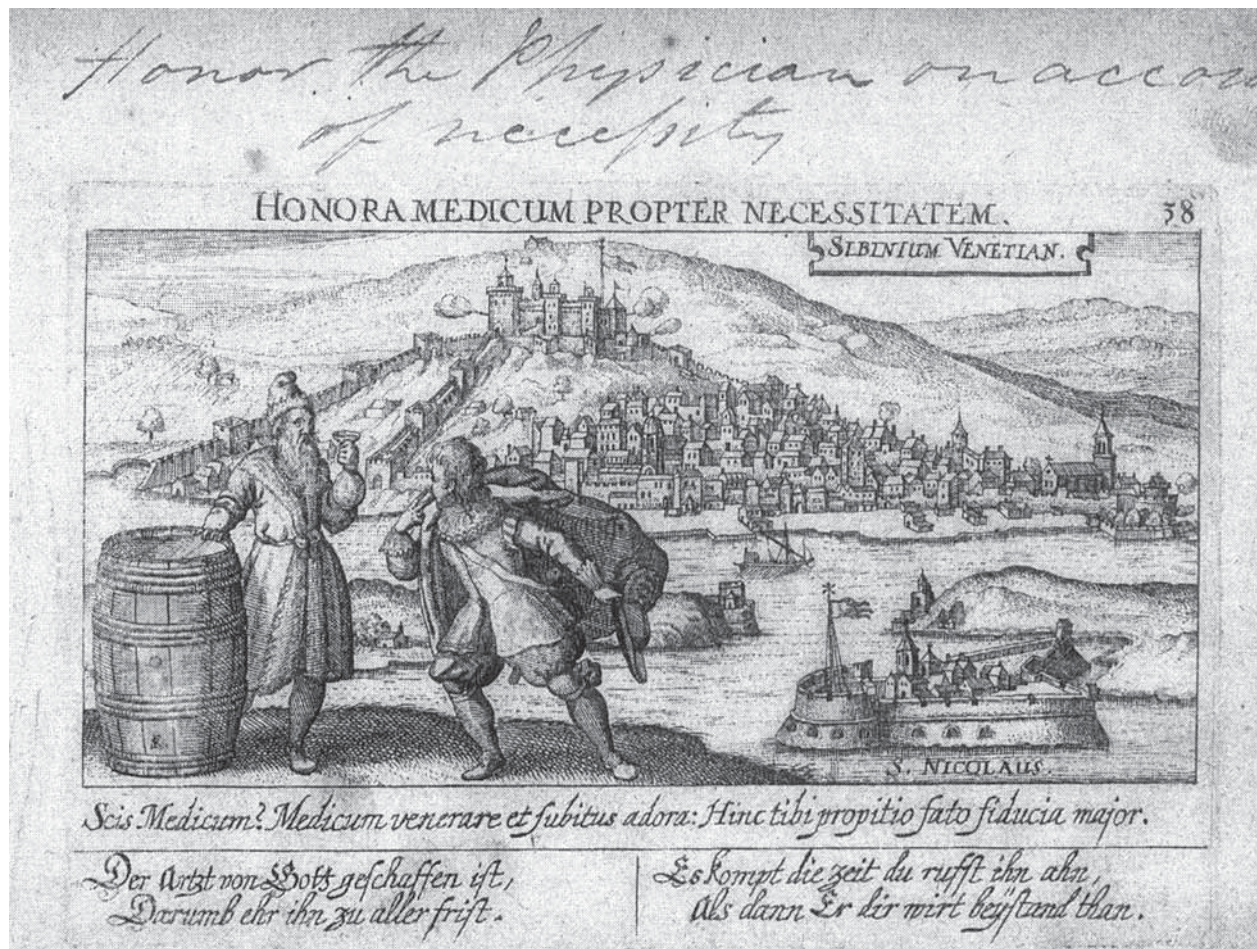 Honor the Physician on accou
of necessity
HONORA MEDICUM PROPTER NECESSITATEM. 38
SIBINIUM VENETIAN.
S. NICOLAUS.
Scis Medicum? Medicum venerare et subitus adora: Hinc tibi propitio fato fiducia major.
Der Artzt von Gott geschaffen ist,
Darumb ehr ihn zu aller frist.
Es kompt die zeit du ruffst ihn ahn,
Als dann Er dir wirt beÿstand than.